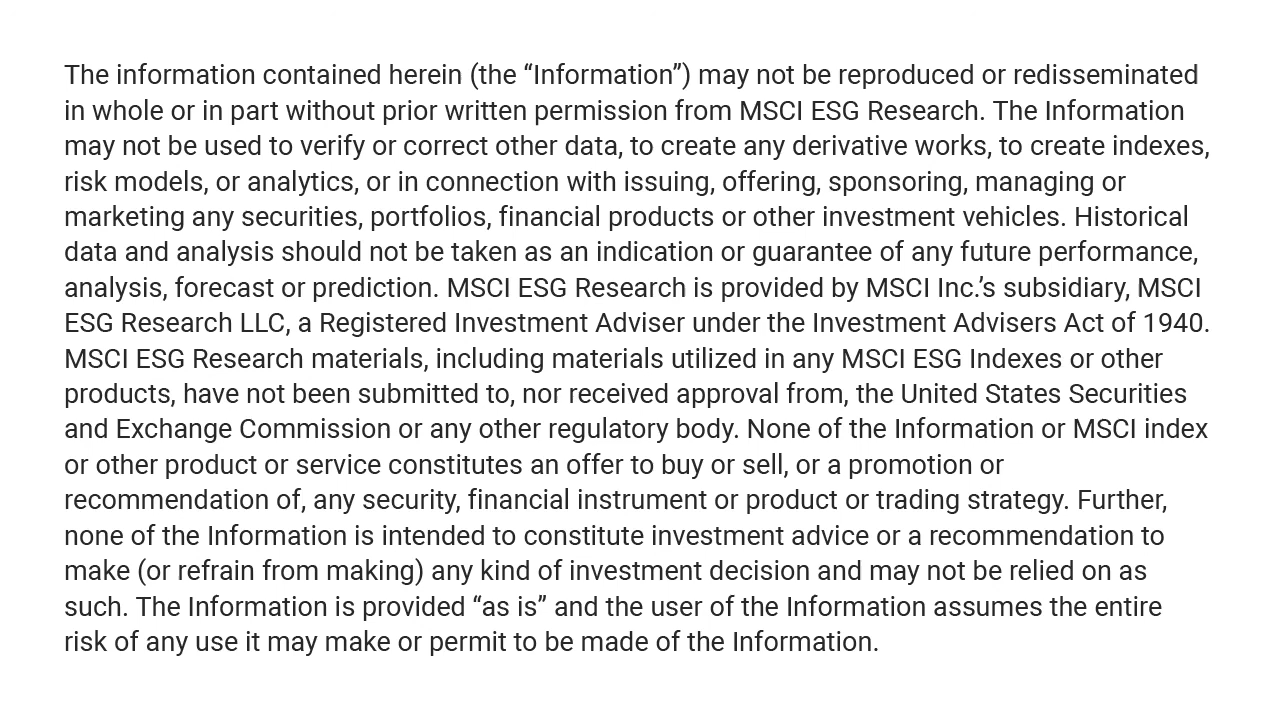 The information contained herein (the “Information”) may not be reproduced or redisseminated
in whole or in part without prior written permission from MSCI ESG Research. The Information
may not be used to verify or correct other data, to create any derivative works, to create indexes,
risk models, or analytics, or in connection with issuing, offering, sponsoring, managing or
marketing any securities, portfolios, financial products or other investment vehicles. Historical
data and analysis should not be taken as an indication or guarantee of any future performance,
analysis, forecast or prediction. MSCI ESG Research is provided by MSCI Inc.’s subsidiary, MSCI
ESG Research LLC, a Registered Investment Adviser under the Investment Advisers Act of 1940.
MSCI ESG Research materials, including materials utilized in any MSCI ESG Indexes or other
products, have not been submitted to, nor received approval from, the United States Securities
and Exchange Commission or any other regulatory body. None of the Information or MSCI index
or other product or service constitutes an offer to buy or sell, or a promotion or
recommendation of, any security, financial instrument or product or trading strategy. Further,
none of the Information is intended to constitute investment advice or a recommendation to
make (or refrain from making) any kind of investment decision and may not be relied on as
such. The Information is provided “as is” and the user of the Information assumes the entire
risk of any use it may make or permit to be made of the Information.